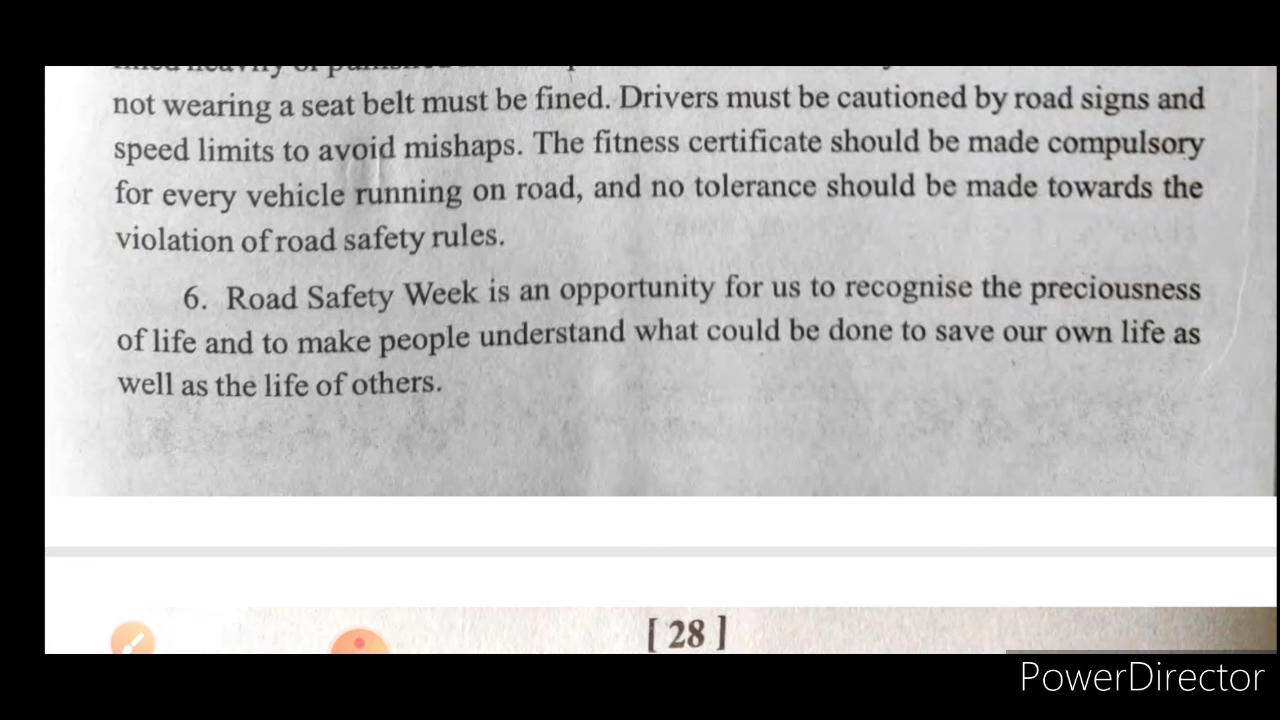 not wearing a seat belt must be fined. Drivers must be cautioned by road signs and
speed limits to avoid mishaps. The fitness certificate should be made compulsory
for every vehicle running on road, and no tolerance should be made towards the
violation of road safety rules.
6. Road Safety Week is an opportunity for us to recognise the preciousness
of life and to make people understand what could be done to save our own life as
well as the life of others.
[ 28 ]
PowerDirector